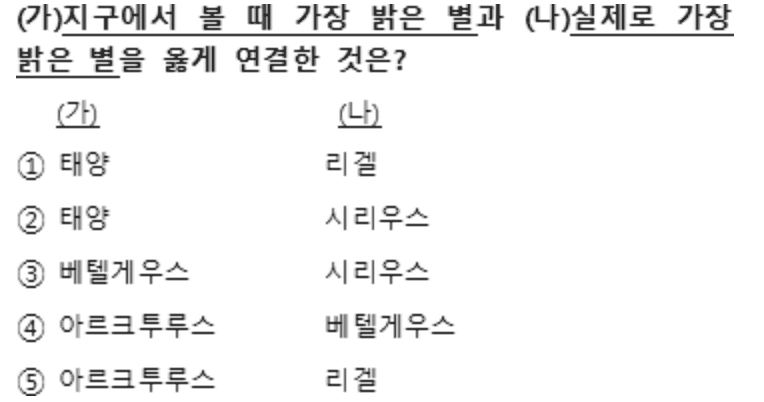 (가)지구에서 볼 때 가장 밝은 별과 (나)실제로 가장
밝은 별을 옳게 연결한 것은?
(가) (나)
① 태양 리겔
② 태양 시리우스
③ 베텔게우스 시리우스
④ 아르크투루스 베텔게우스
⑤ 아르크투루스 리겔